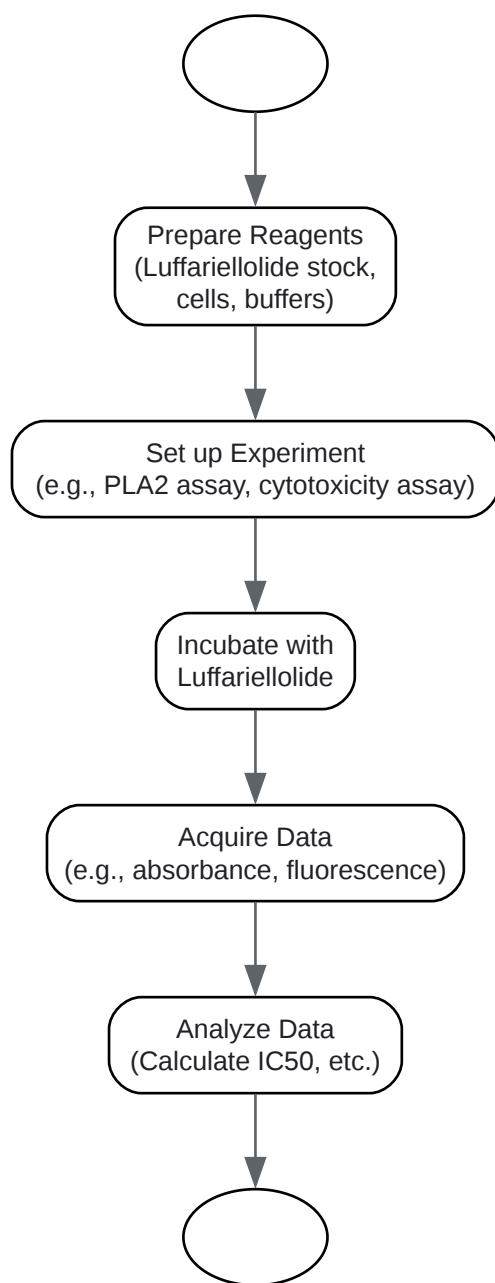 Prepare Reagents
(Luffariellolide stock,
cells, buffers)
Set up Experiment
(e.g., PLA2 assay, cytotoxicity assay)
Incubate with
Luffariellolide
Acquire Data
(e.g., absorbance, fluorescence)
Analyze Data
(Calculate IC50, etc.)